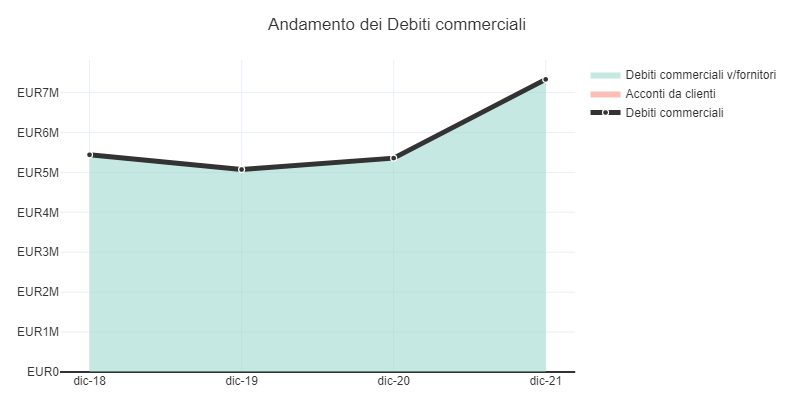 Andamento dei Debiti commerciali
EUR7M
EUR6M
EUR5M
EUR4M
EUR3M
EUR2M
EUR1M
EUR0
dic-18
dic-19
dic-20
dic-21
Debiti commerciali v/fornitori
Acconti da clienti
Debiti commerciali